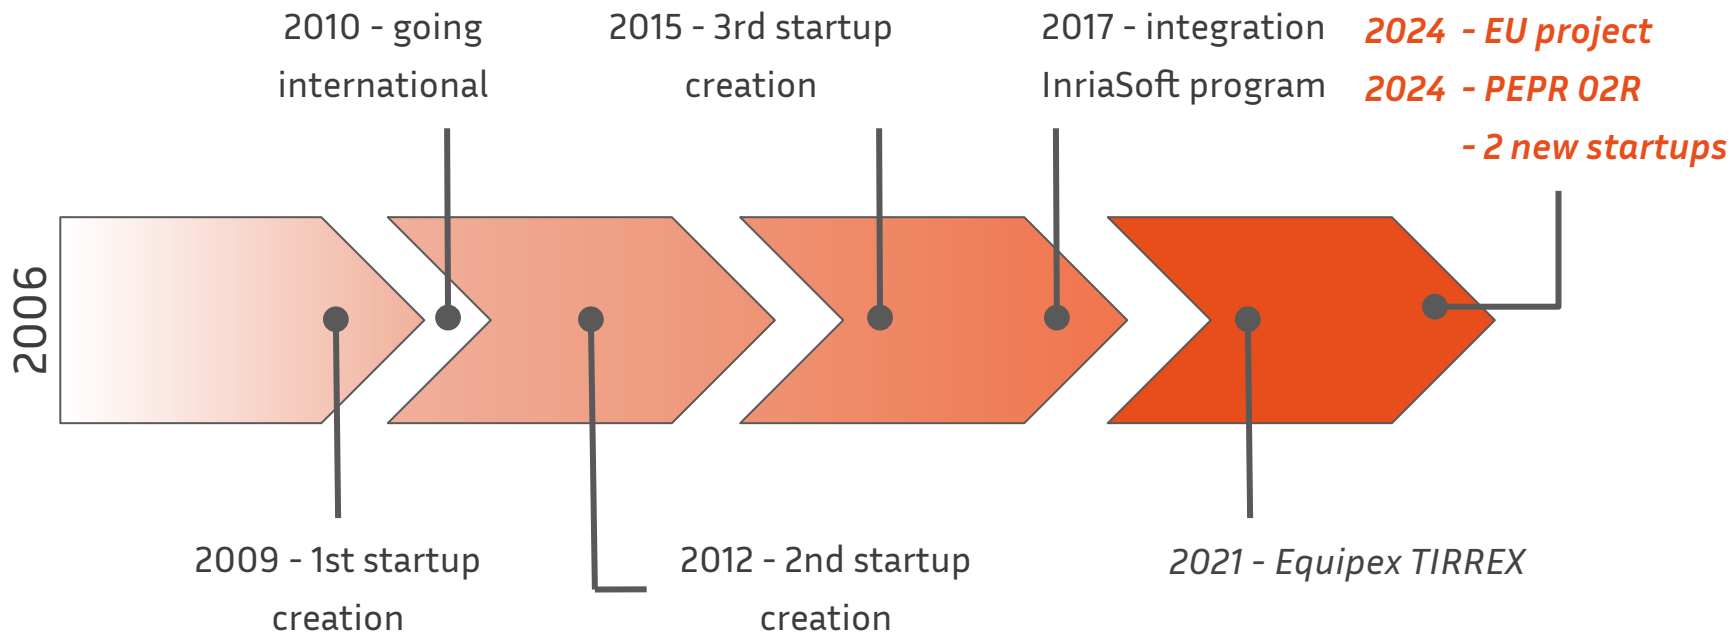 2010 - going
international
2015 - 3rd startup
creation
2017 - integration
InriaSoft program
2024 - EU project
2024 - PEPR 02R
- 2 new startups
2006
2009 - 1st startup
creation
2012 - 2nd startup
creation
2021 - Equipex TIRREX